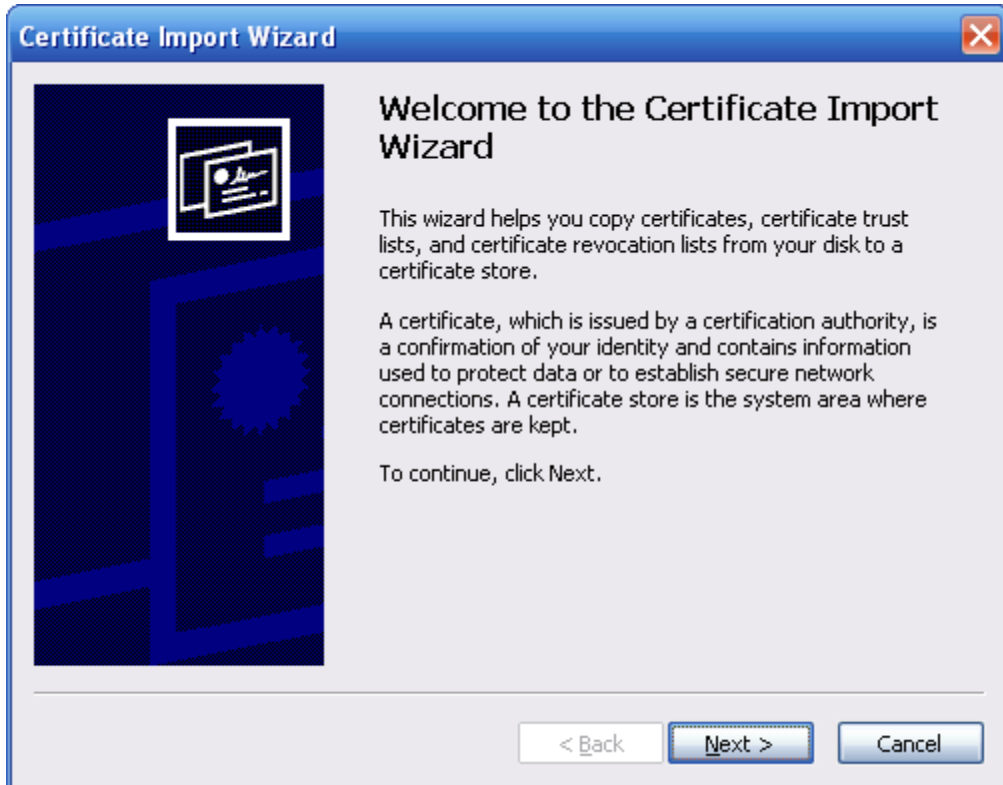 Certificate Import Wizard
Welcome to the Certificate Import
Wizard
This wizard helps you copy certificates, certificate trust
lists, and certificate revocation lists from your disk to a
certificate store.
A certificate, which is issued by a certification authority, is
a confirmation of your identity and contains information
used to protect data or to establish secure network
connections. A certificate store is the system area where
certificates are kept.
To continue, click Next.
< Back
Next >
Cancel